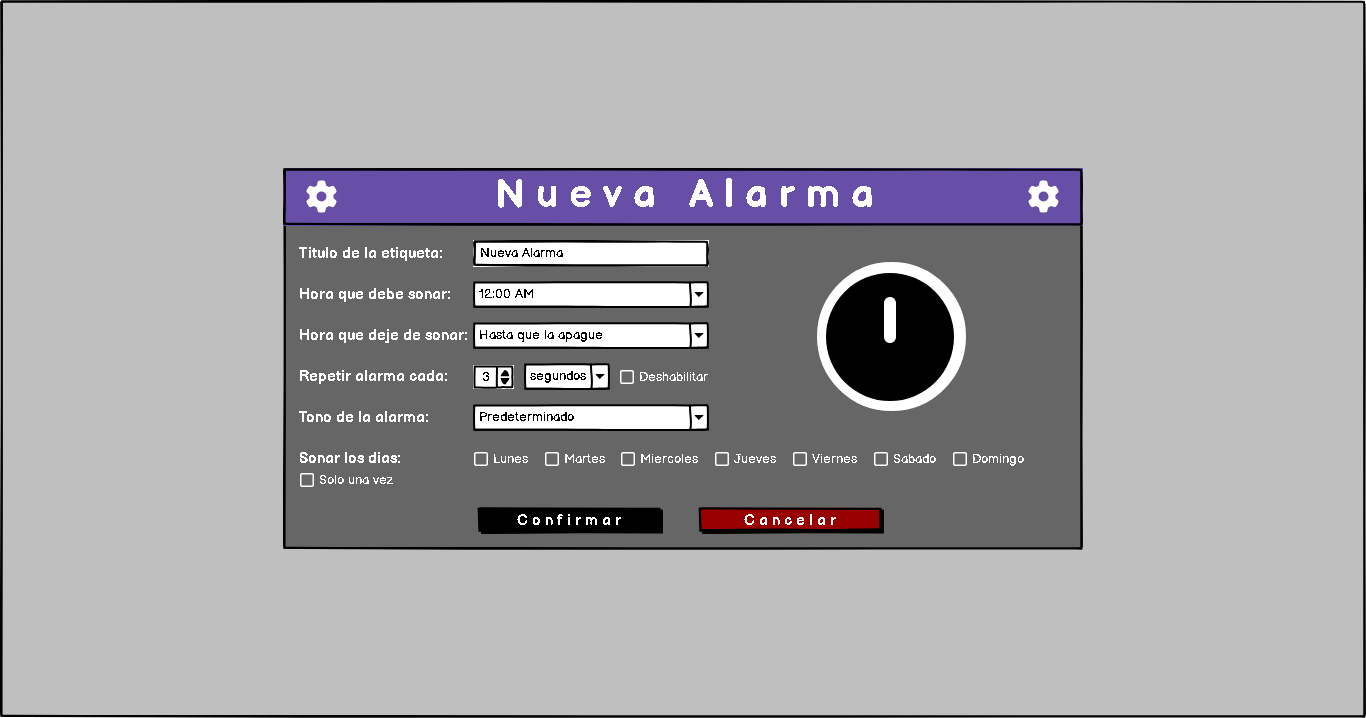 Nueva Alarma
Titulo de la etiqueta: Nueva Alarma
Hora que debe sonar: 12:00 AM
Hora que deje de sonar: Hasta que la apague
Repetir alarma cada: 3 segundos Deshabilitar
Tono de la alarma: Predeterminado
Sonar los dias: Lunes Martes Miercoles Jueves Viernes Sabado Domingo
Solo una vez
Confirmar Cancelar